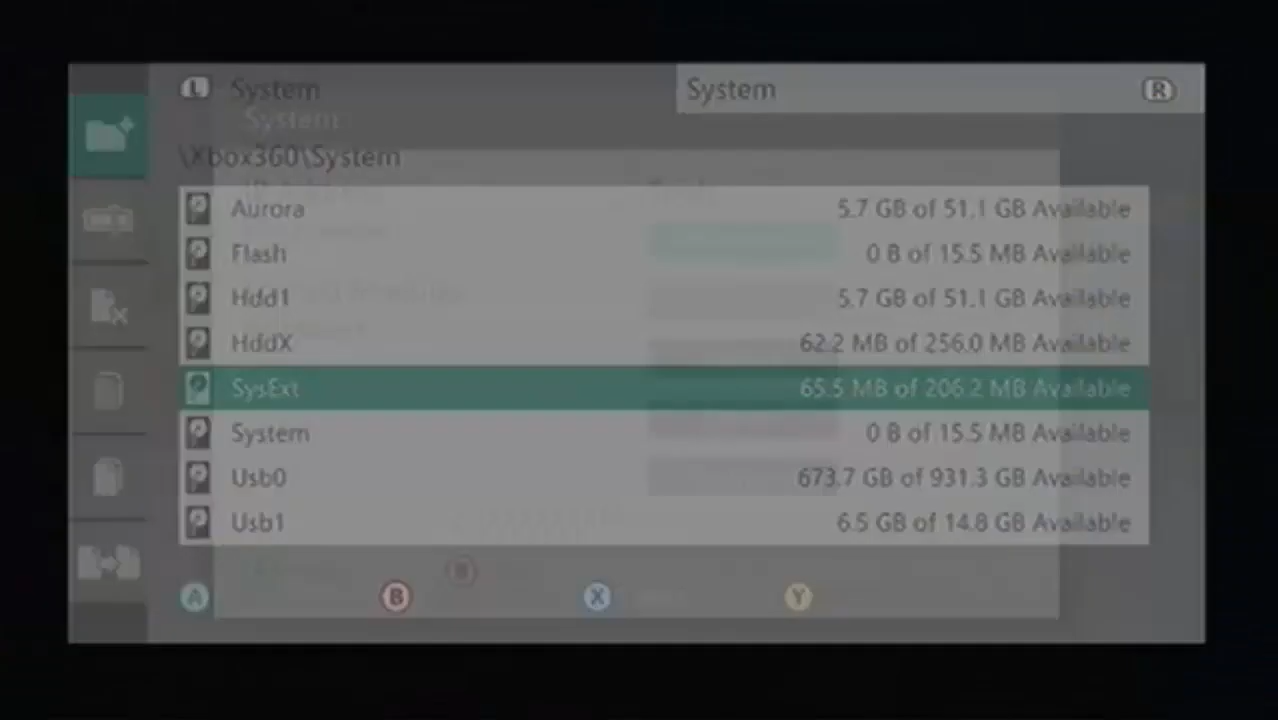 L System System R
System
\Xbox360\System
Aurora 5.7 GB of 51.1 GB Available
Flash 0 B of 15.5 MB Available
Hdd1 5.7 GB of 51.1 GB Available
HddX 62.2 MB of 256.0 MB Available
SysExt 65.5 MB of 206.2 MB Available
System 0 B of 15.5 MB Available
Usb0 673.7 GB of 931.3 GB Available
Usb1 6.5 GB of 14.8 GB Available
B
A B X Y